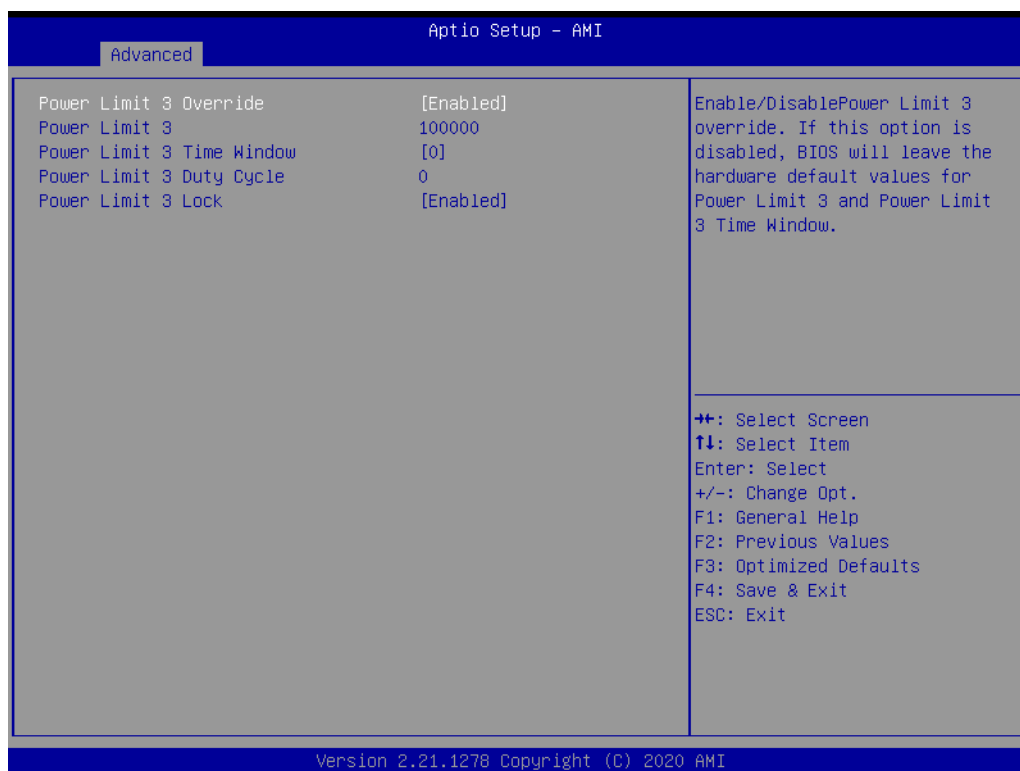 Aptio Setup – AMI
Advanced
Power Limit 3 Override [Enabled]
Power Limit 3 100000
Power Limit 3 Time Window [0]
Power Limit 3 Duty Cycle 0
Power Limit 3 Lock [Enabled]
Enable/DisablePower Limit 3
override. If this option is
disabled, BIOS will leave the
hardware default values for
Power Limit 3 and Power Limit
3 Time Window.
→←: Select Screen
↑↓: Select Item
Enter: Select
+/-: Change Opt.
F1: General Help
F2: Previous Values
F3: Optimized Defaults
F4: Save & Exit
ESC: Exit
Version 2.21.1278 Copyright (C) 2020 AMI